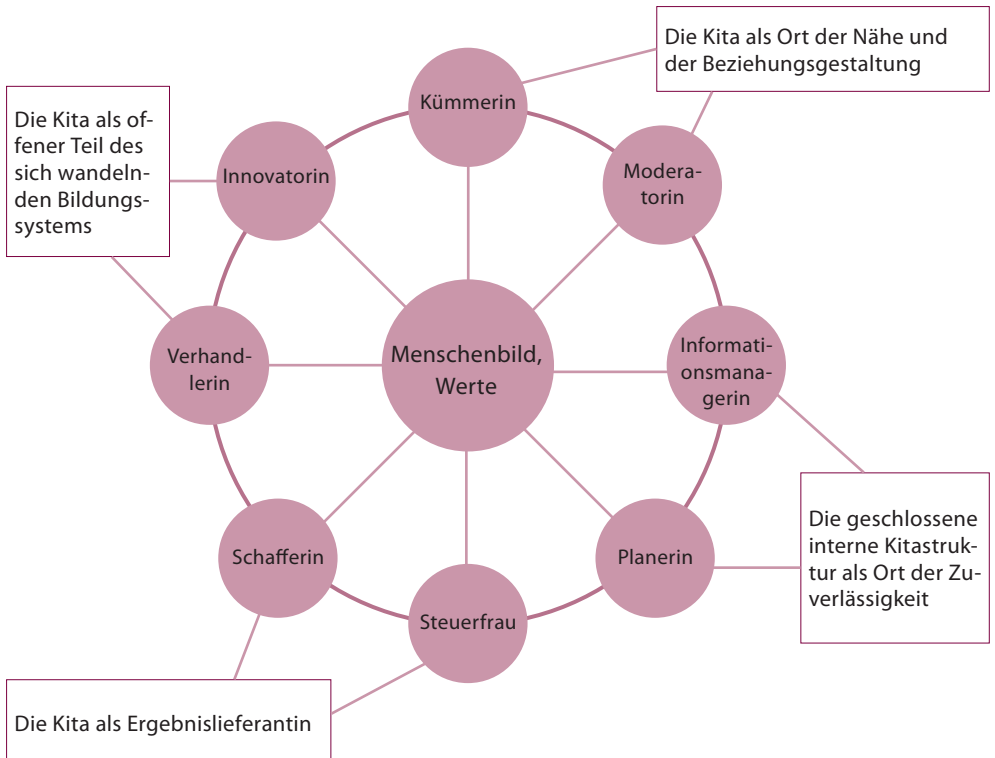 Die Kita als Ort der Nähe und
der Beziehungsgestaltung
Kümmerin
Die Kita als of-
fener Teil des
sich wandeln-
den Bildungs-
systems
Innovatorin
Modera-
torin
Verhand-
lerin
Menschenbild,
Werte
Informati-
onsmana-
gerin
Schafferin
Planerin
Die geschlossene
interne Kitastruk-
tur als Ort der Zu-
verlässigkeit
Steuerfrau
Die Kita als Ergebnislieferantin